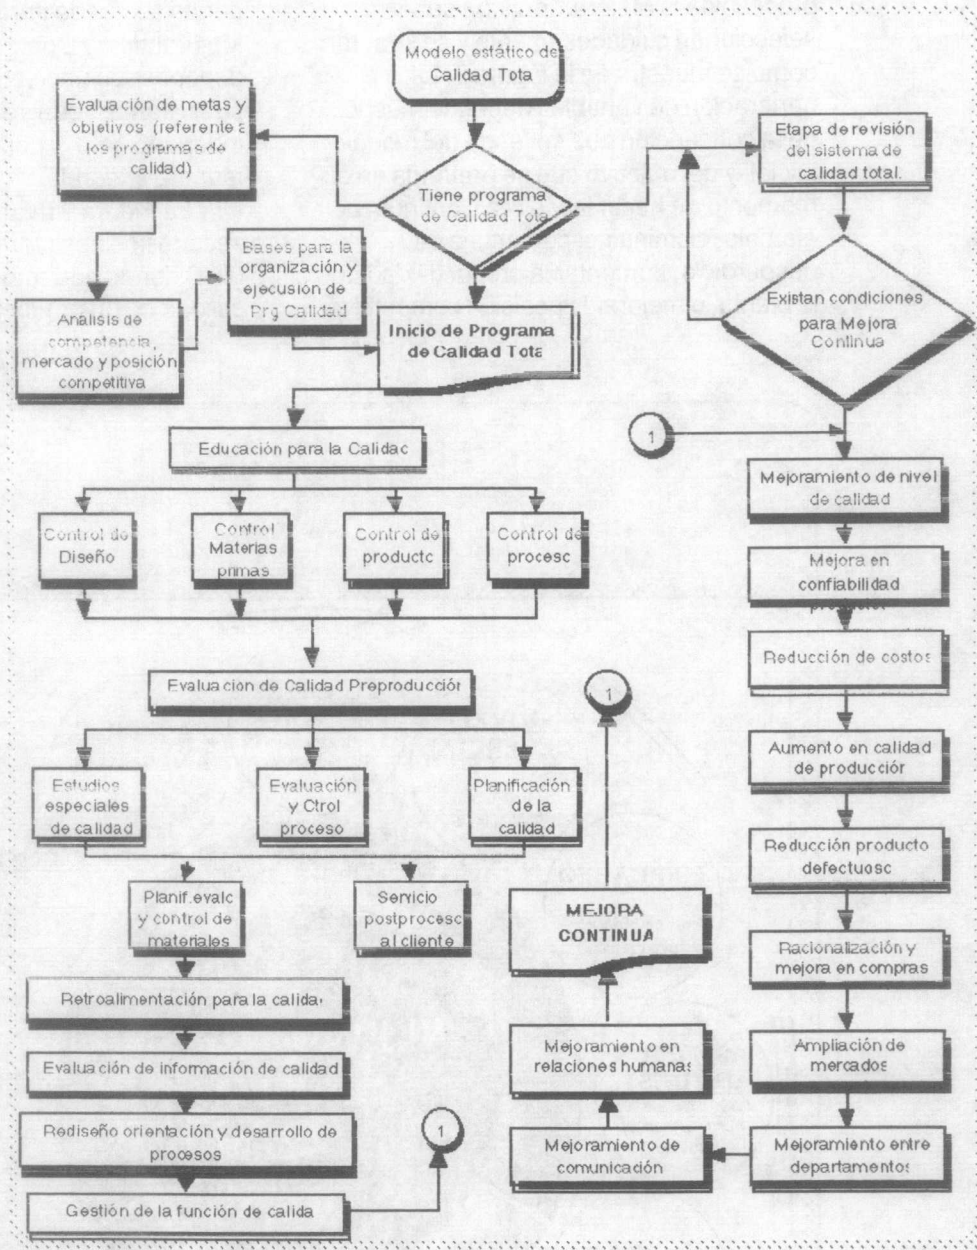 Modelo estático de
Calidad Tota
Evaluación de metas y
objetivos (referente a
los programas de
calidad)
Tiene programa
de Calidad Tota
Bases para la
organización y
ejecusión de
Prg Calidad
Análisis de
competencia,
mercado y posición
competitiva
Inicio de Programa
de Calidad Tota
Educación para la Calidac
Control de
Diseño
Control
Materias
primas
Control de
productc
Control de
procesc
Evaluación de Calidad Preproducción
Estudios
especiales
de calidad
Evaluación
y Ctrol
proceso
Planificación
de la
calidad
Planif.evalc
y control de
materiales
Servicio
postprocesc
al cliente
Retroalimentación para la calida
Evaluación de información de calidad
Rediseño orientación y desarrollo de
procesos
Gestión de la función de calida
1
Etapa de revisión
del sistema de
calidad total.
Existan condiciones
para Mejora
Continua
1
Mejoramiento de nivel
de calidad
Mejora en
confiabilidad
Reducción de costos
Aumento en calidad
de producción
Reducción producto
defectuosc
Racionalización y
mejora en compras
Ampliación de
mercados
Mejoramiento entre
departamentos
Mejoramiento de
comunicación
Mejoramiento en
relaciones humanas
MEJORA
CONTINUA
1